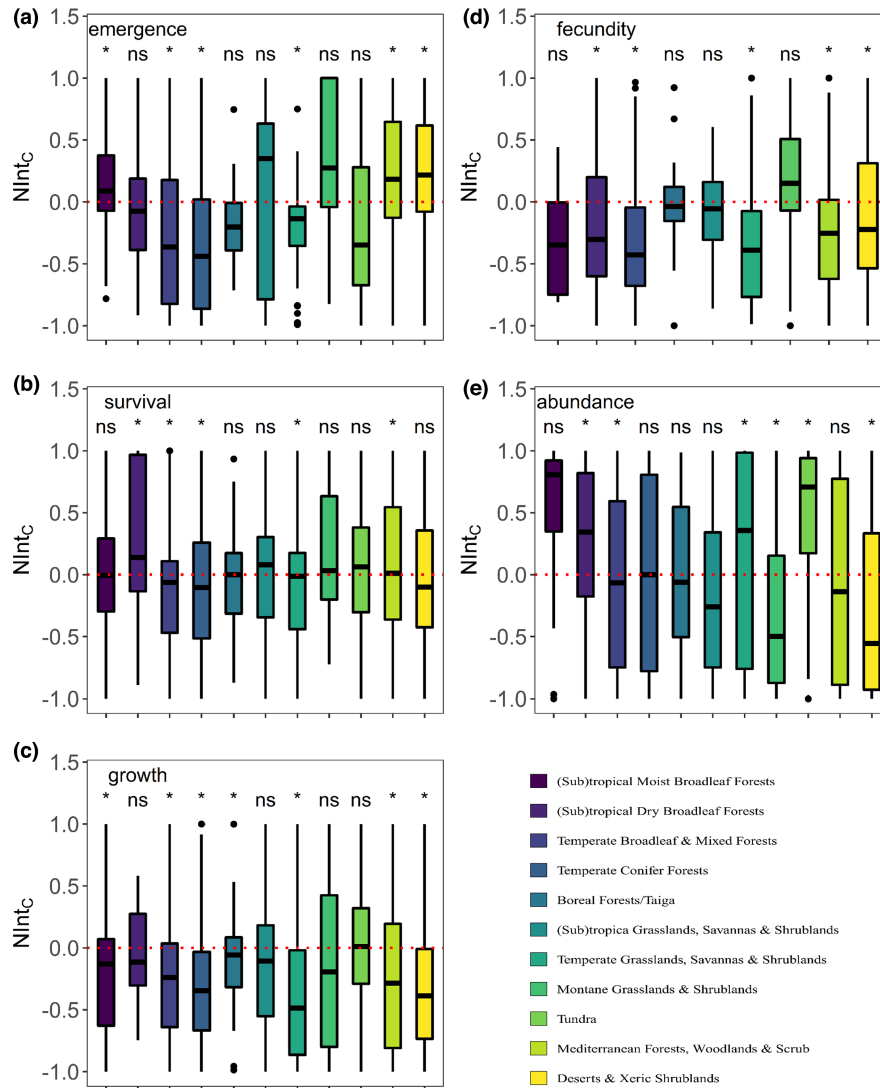 (a)
emergence
* ns * * ns ns * ns ns * *
1.5
1.0
0.5
0.0
-0.5
-1.0
NIntC
(b)
survival
ns * * * ns ns * ns ns * ns
1.5
1.0
0.5
0.0
-0.5
-1.0
NIntC
(c)
growth
* ns * * * ns * ns ns * *
1.5
1.0
0.5
0.0
-0.5
-1.0
NIntC
(d)
fecundity
ns * * ns ns * ns * *
1.5
1.0
0.5
0.0
-0.5
-1.0
NIntC
(e)
abundance
ns * * ns ns ns * * * ns *
1.5
1.0
0.5
0.0
-0.5
-1.0
NIntC
(Sub)tropical Moist Broadleaf Forests
(Sub)tropical Dry Broadleaf Forests
Temperate Broadleaf & Mixed Forests
Temperate Conifer Forests
Boreal Forests/Taiga
(Sub)tropica Grasslands, Savannas & Shrublands
Temperate Grasslands, Savannas & Shrublands
Montane Grasslands & Shrublands
Tundra
Mediterranean Forests, Woodlands & Scrub
Deserts & Xeric Shrublands